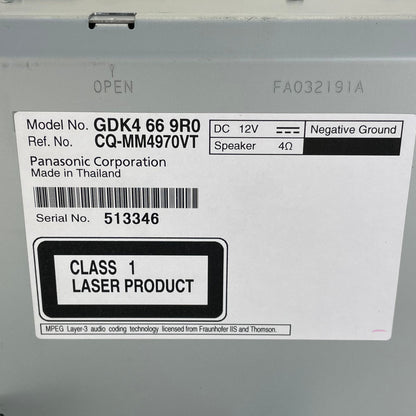 OPEN FA032191A
Model No. GDK4 66 9R0
Ref. No. CQ-MM4970VT
DC 12V Negative Ground
Speaker 4Ω
Panasonic Corporation
Made in Thailand
Serial No. 513346
CLASS 1
LASER PRODUCT
MPEG Layer-3 audio coding technology licensed from Fraunhofer IIS and Thomson.